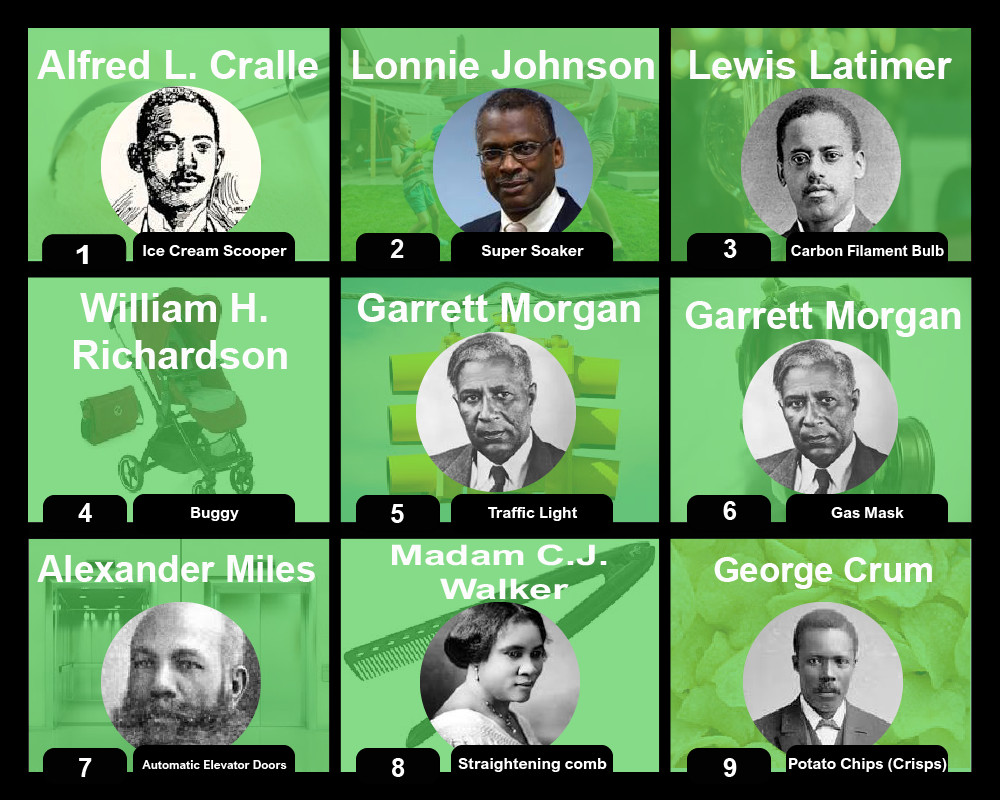 Alfred L. Cralle
1
Ice Cream Scooper
Lonnie Johnson
2
Super Soaker
Lewis Latimer
3
Carbon Filament Bulb
William H.
Richardson
4
Buggy
Garrett Morgan
5
Traffic Light
Garrett Morgan
6
Gas Mask
Alexander Miles
7
Automatic Elevator Doors
Madam C.J.
Walker
8
Straightening comb
George Crum
9
Potato Chips (Crisps)